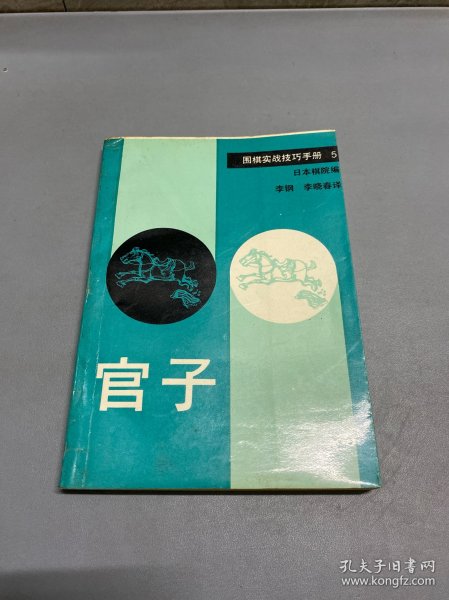 围棋实战技巧手册 5
日本棋院编
李钢 李晓春译
官子
孔夫子旧书网
www.kongfz.com